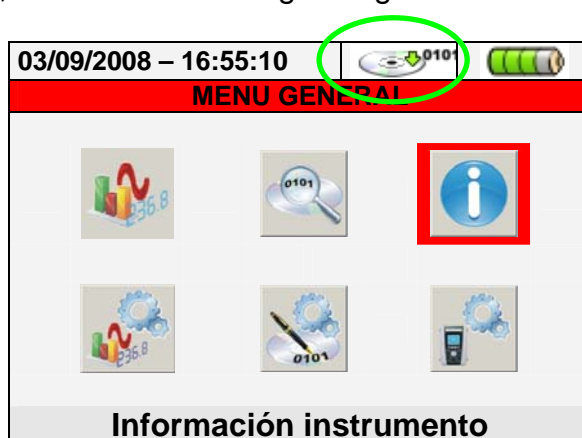 03/09/2008 – 16:55:10 0101
MENU GENERAL
236.8
0101
236.8
0101
Información instrumento